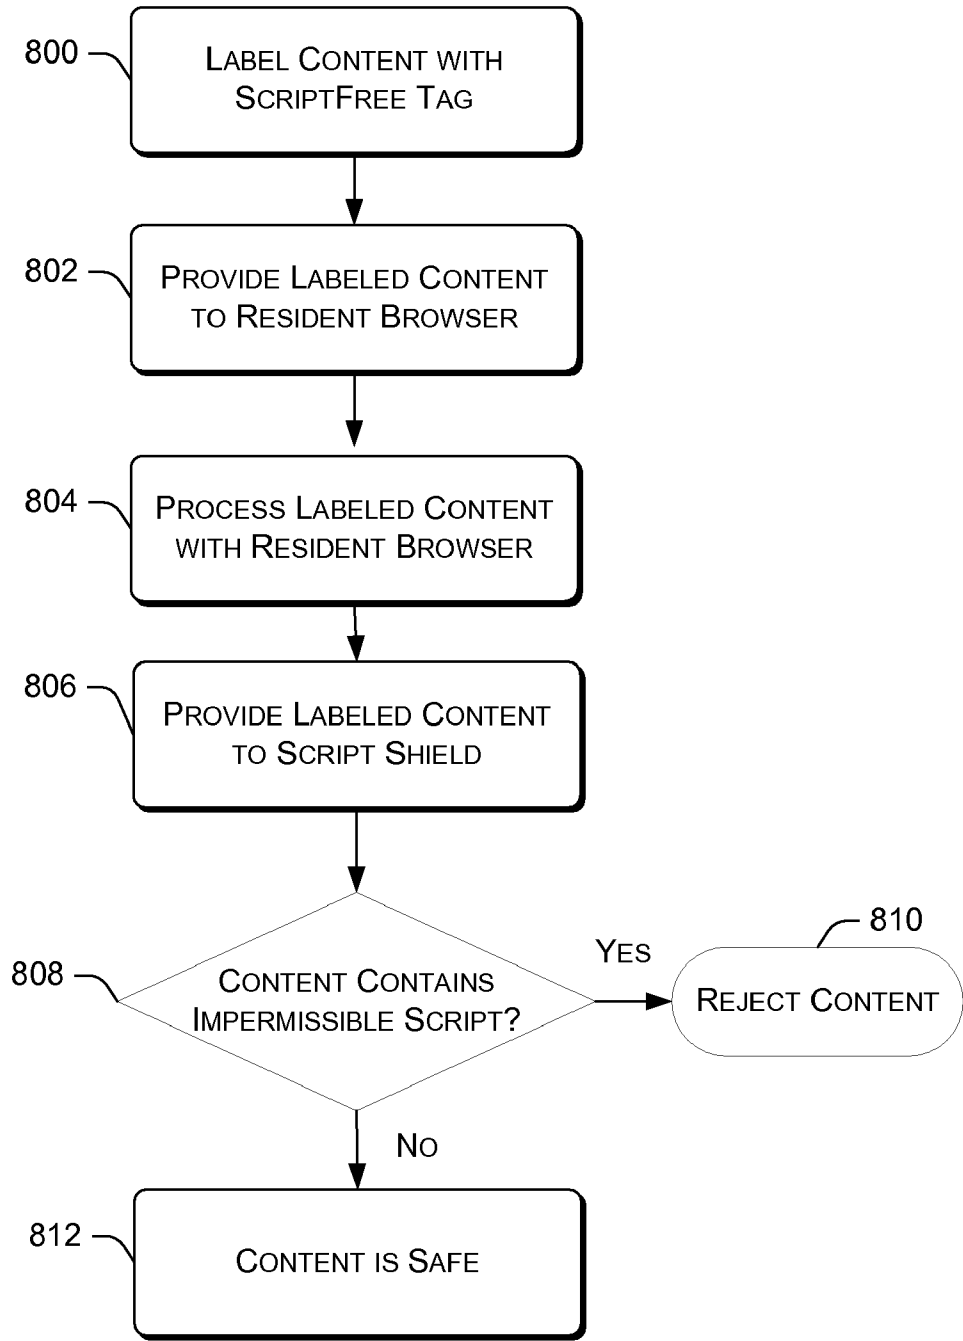 800
Label Content with
ScriptFree Tag
802
Provide Labeled Content
to Resident Browser
804
Process Labeled Content
with Resident Browser
806
Provide Labeled Content
to Script Shield
808
Content Contains
Impermissible Script?
Yes
810
Reject Content
No
812
Content is Safe